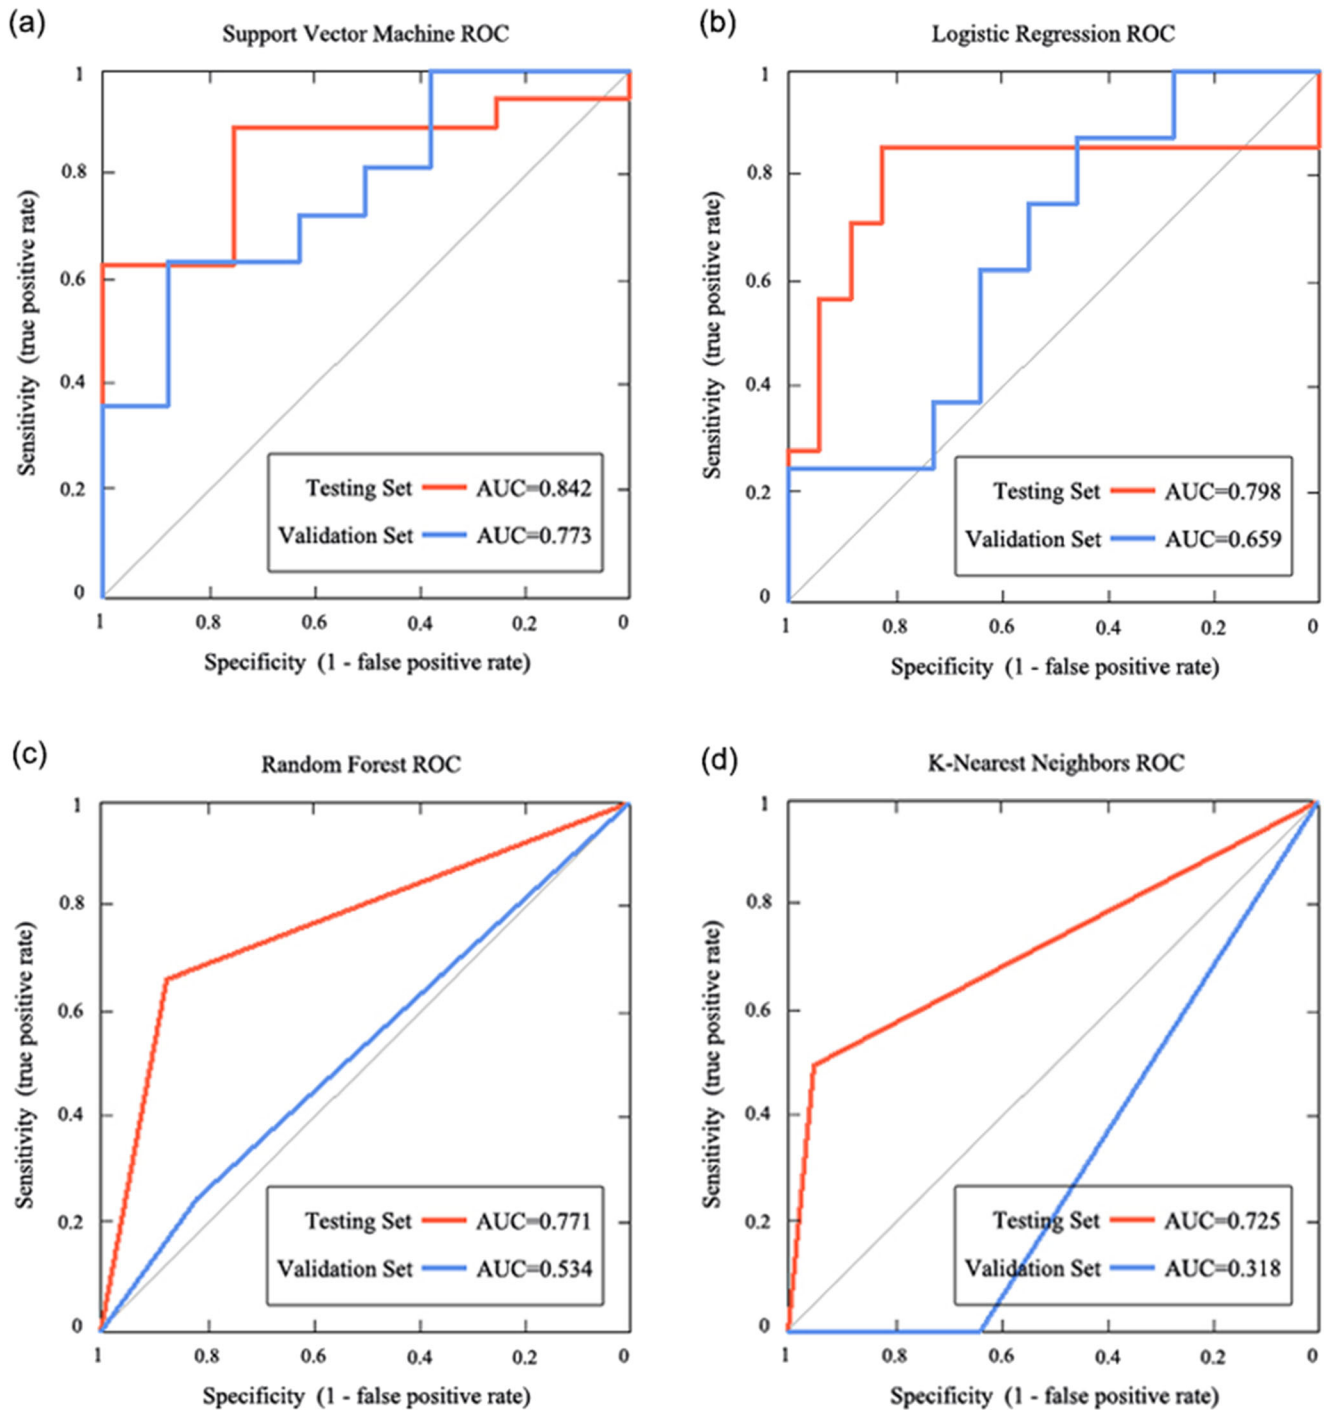 (a)
Support Vector Machine ROC
1
0.8
0.6
0.4
0.2
0
Sensitivity (true positive rate)
Testing Set AUC=0.842
Validation Set AUC=0.773
1 0.8 0.6 0.4 0.2 0
Specificity (1 - false positive rate)
(b)
Logistic Regression ROC
1
0.8
0.6
0.4
0.2
0
Sensitivity (true positive rate)
Testing Set AUC=0.798
Validation Set AUC=0.659
1 0.8 0.6 0.4 0.2 0
Specificity (1 - false positive rate)
(c)
Random Forest ROC
1
0.8
0.6
0.4
0.2
0
Sensitivity (true positive rate)
Testing Set AUC=0.771
Validation Set AUC=0.534
1 0.8 0.6 0.4 0.2 0
Specificity (1 - false positive rate)
(d)
K-Nearest Neighbors ROC
1
0.8
0.6
0.4
0.2
0
Sensitivity (true positive rate)
Testing Set AUC=0.725
Validation Set AUC=0.318
1 0.8 0.6 0.4 0.2 0
Specificity (1 - false positive rate)